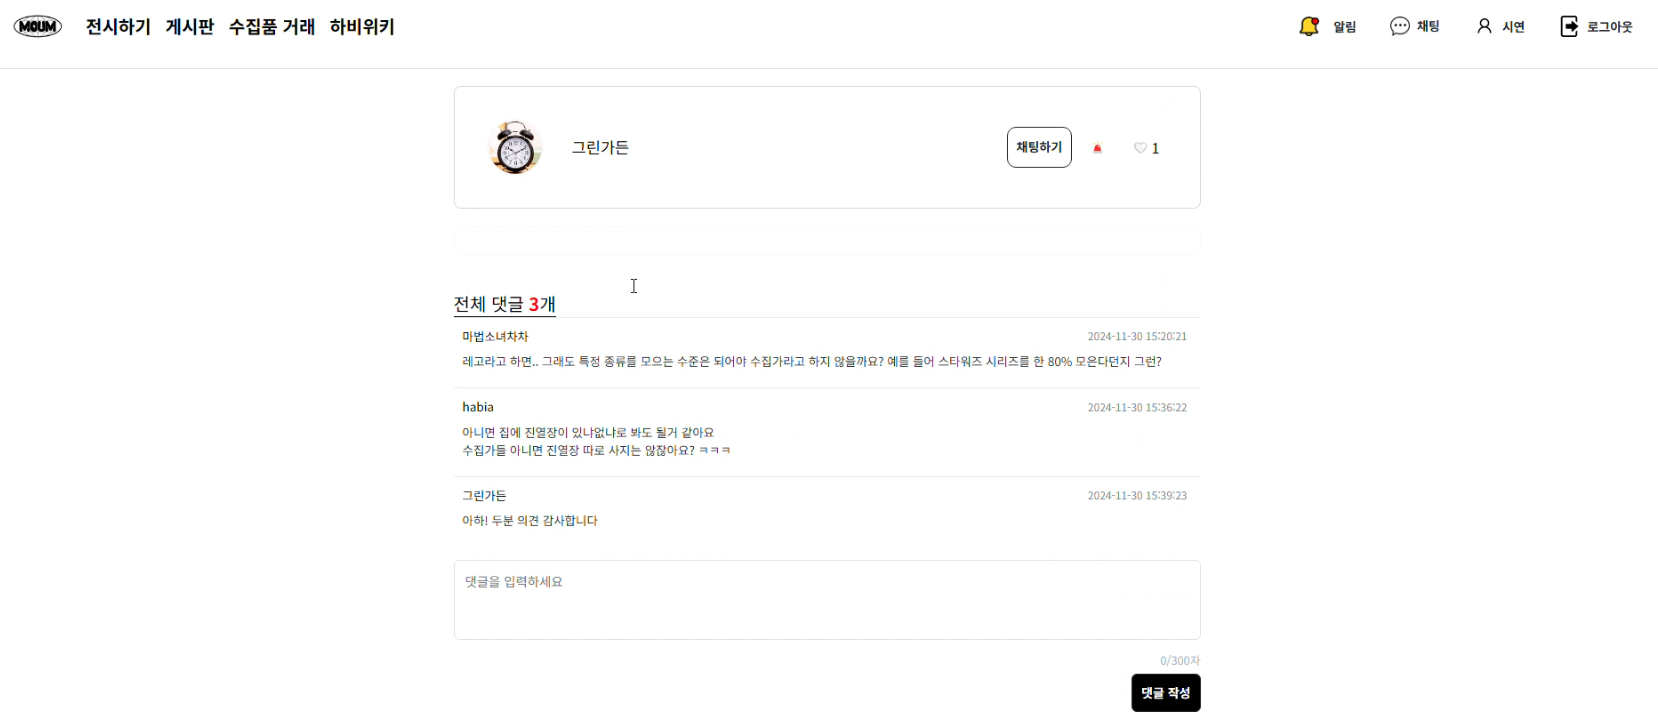 MOUM 전시하기 게시판 수집품 거래 하비위키 알림 채팅 시연 로그아웃
그린가든 채팅하기 1
전체 댓글 3개
마법소녀차차 2024-11-30 15:20:21
레고라고 하면.. 그래도 특정 종류를 모으는 수준은 되어야 수집가라고 하지 않을까요? 예를 들어 스타워즈 시리즈를 한 80% 모은다던지 그런?
habia 2024-11-30 15:36:22
아니면 집에 진열장이 있냐없냐로 봐도 될거 같아요
수집가들 아니면 진열장 따로 사지는 않잖아요? ㅋㅋㅋ
그린가든 2024-11-30 15:39:23
아하! 두분 의견 감사합니다
댓글을 입력하세요
0/300자
댓글 작성